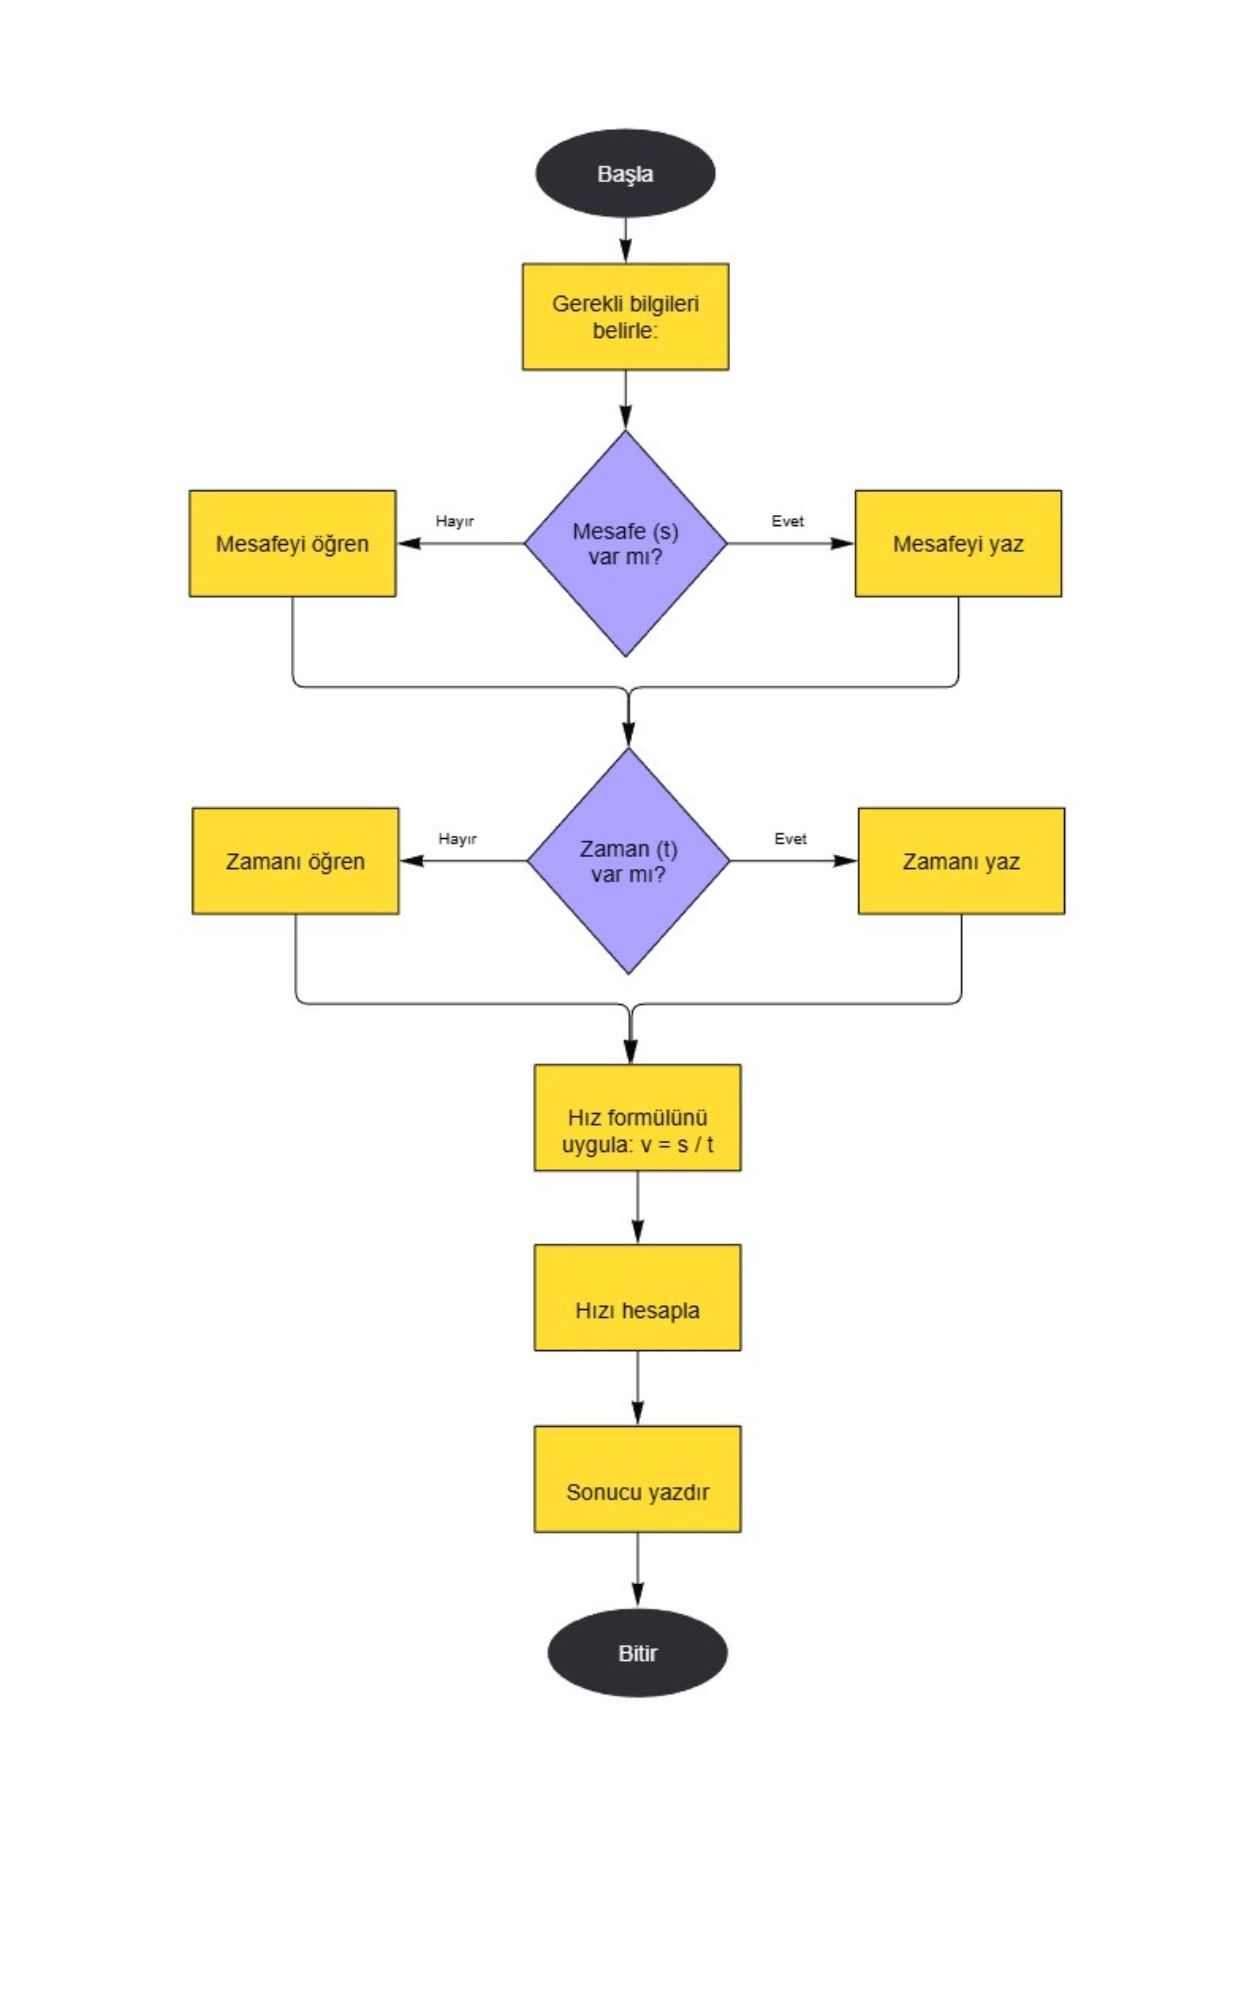 Başla
Gerekli bilgileri
belirle:
Mesafe (s)
var mı?
Hayır
Evet
Mesafeyi öğren
Mesafeyi yaz
Zaman (t)
var mı?
Hayır
Evet
Zamanı öğren
Zamanı yaz
Hız formülünü
uygula: v = s / t
Hızı hesapla
Sonucu yazdır
Bitir